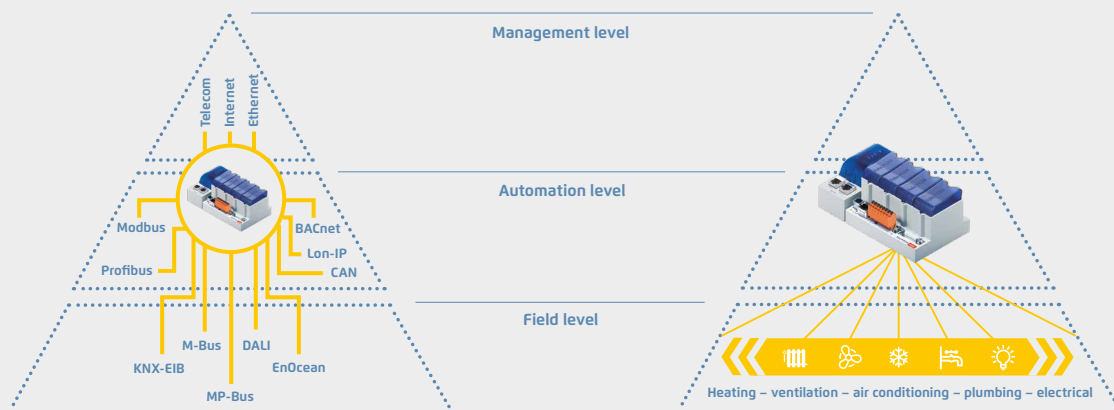 Management level
Telecom
Internet
Ethernet
Automation level
Modbus
BACnet
Lon-IP
Profibus
CAN
Field level
M-Bus
DALI
KNX-EIB
EnOcean
MP-Bus
Heating – ventilation – air conditioning – plumbing – electrical